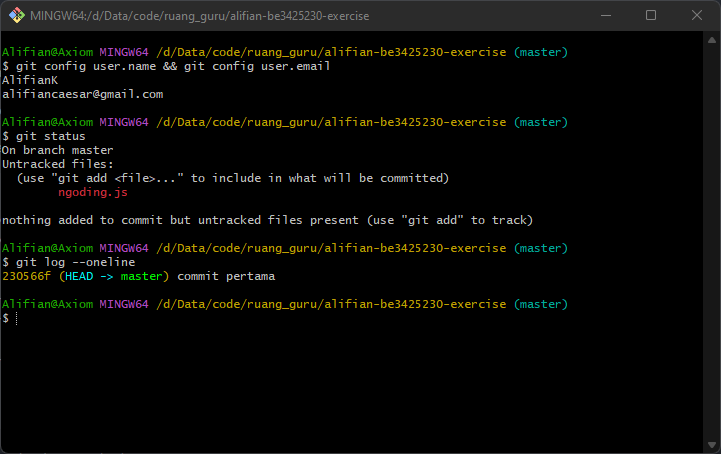 MINGW64:/d/Data/code/ruang_guru/alifian-be3425230-exercise
Alifian@Axiom MINGW64 /d/Data/code/ruang_guru/alifian-be3425230-exercise (master)
$ git config user.name && git config user.email
AlifianK
alifiancaesar@gmail.com
Alifian@Axiom MINGW64 /d/Data/code/ruang_guru/alifian-be3425230-exercise (master)
$ git status
On branch master
Untracked files:
  (use "git add <file>..." to include in what will be committed)
        ngoding.js
nothing added to commit but untracked files present (use "git add" to track)
Alifian@Axiom MINGW64 /d/Data/code/ruang_guru/alifian-be3425230-exercise (master)
$ git log --oneline
230566f (HEAD -> master) commit pertama
Alifian@Axiom MINGW64 /d/Data/code/ruang_guru/alifian-be3425230-exercise (master)
$